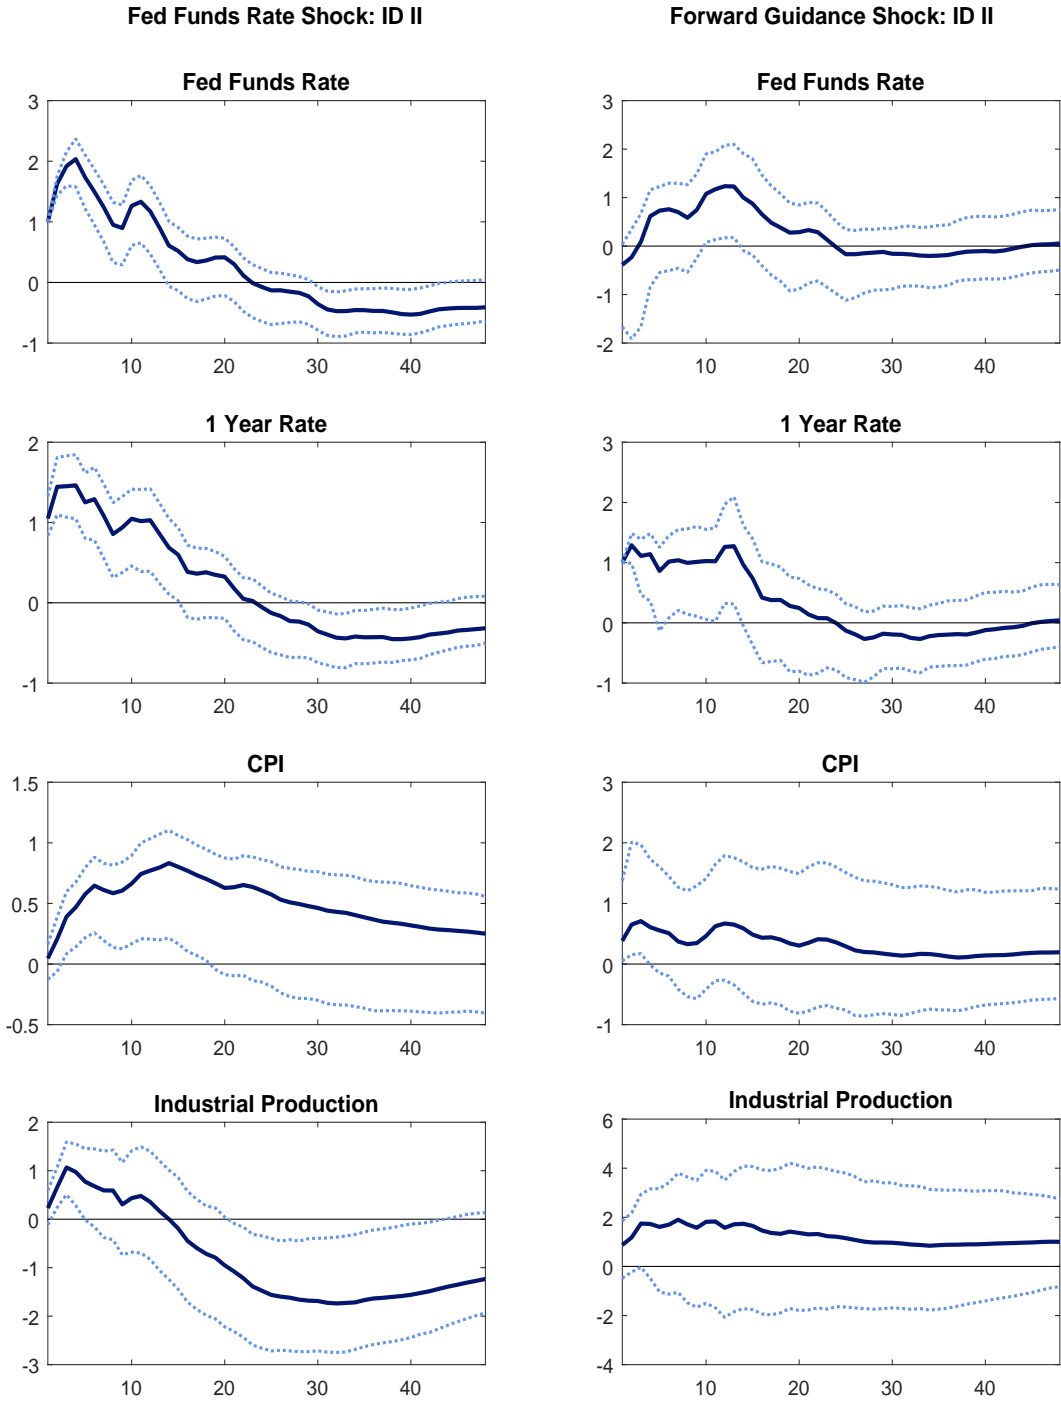 Fed Funds Rate Shock: ID II
Forward Guidance Shock: ID II
Fed Funds Rate
3
2
1
0
-1
10 20 30 40
Fed Funds Rate
3
2
1
0
-1
-2
10 20 30 40
1 Year Rate
2
1
0
-1
10 20 30 40
1 Year Rate
3
2
1
0
-1
10 20 30 40
CPI
1.5
1
0.5
0
-0.5
10 20 30 40
CPI
3
2
1
0
-1
10 20 30 40
Industrial Production
2
1
0
-1
-2
-3
10 20 30 40
Industrial Production
6
4
2
0
-2
-4
10 20 30 40